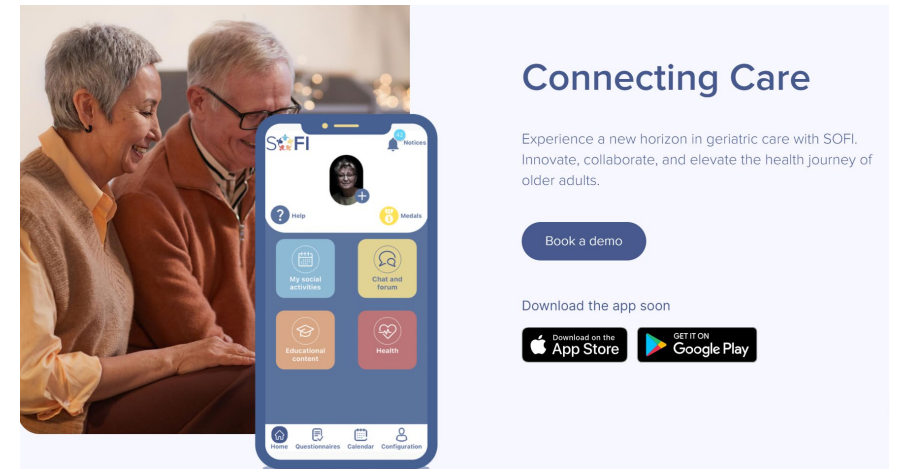 Connecting Care
Experience a new horizon in geriatric care with SOFI.
Innovate, collaborate, and elevate the health journey of
older adults.
Book a demo
Download the app soon
Download on the
App Store
GET IT ON
Google Play
SOFI
Notices
? Help
Medals
My social
activities
Chat and
forum
Educational
content
Health
Home Questionnaires Calendar Configuration